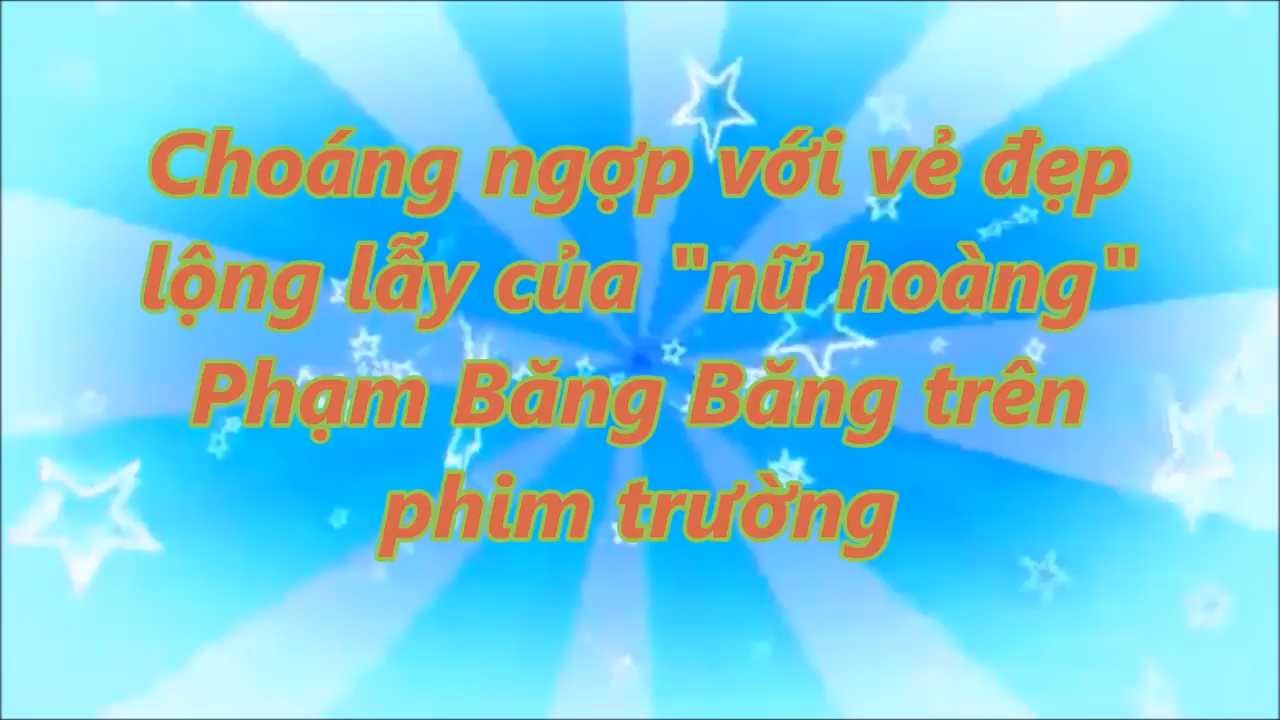 Choáng ngợp với vẻ đẹp
lộng lẫy của "nữ hoàng"
Phạm Băng Băng trên
phim trường